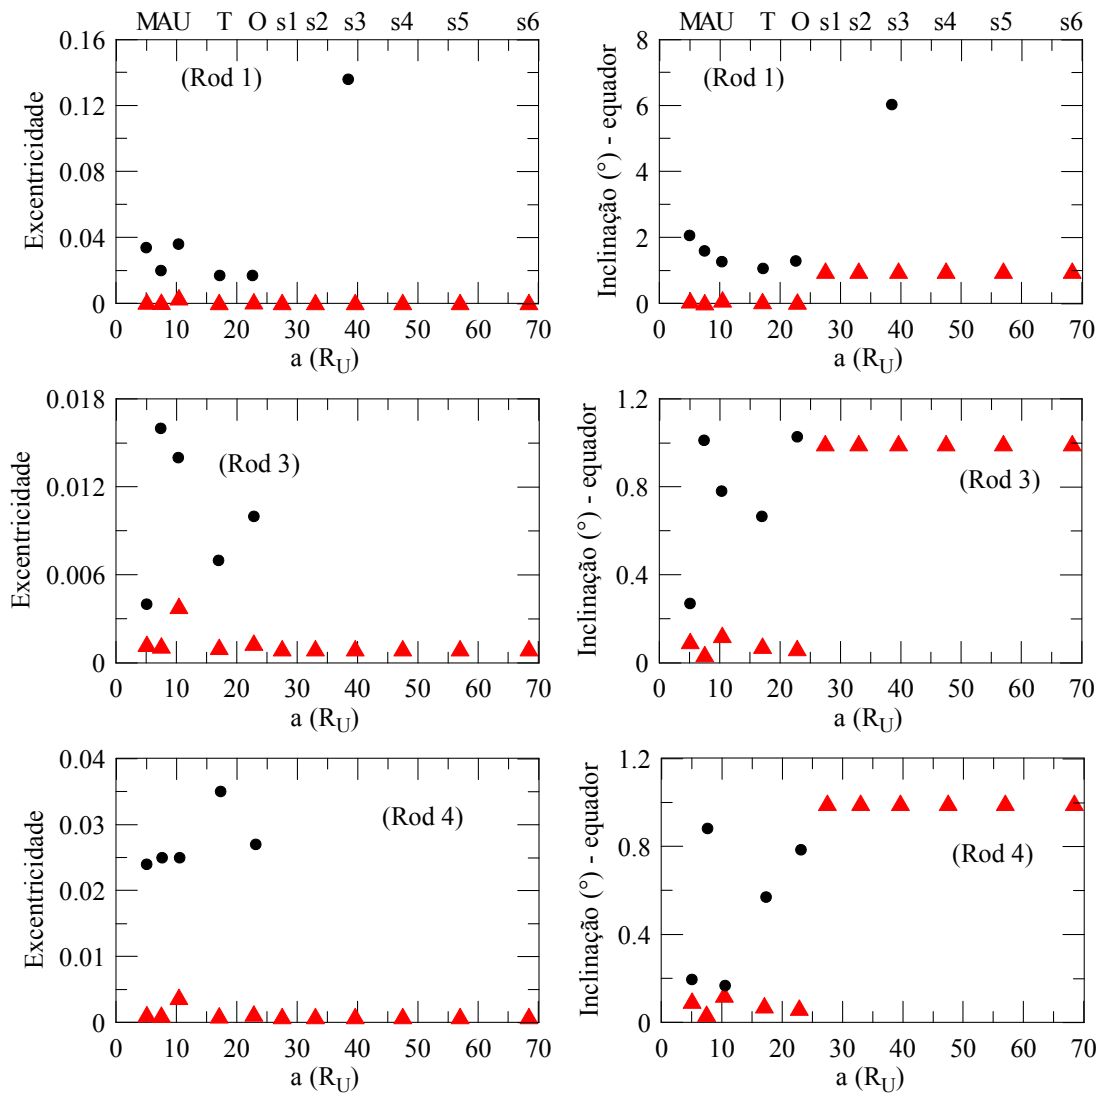 MAU T O s1 s2 s3 s4 s5 s6
0.16
0.12
0.08
0.04
0
Excentricidade
(Rod 1)
0 10 20 30 40 50 60 70
a (R_U)
MAU T O s1 s2 s3 s4 s5 s6
8
6
4
2
0
Inclinação (°) - equador
(Rod 1)
0 10 20 30 40 50 60 70
a (R_U)
0.018
0.012
0.006
0
Excentricidade
(Rod 3)
0 10 20 30 40 50 60 70
a (R_U)
1.2
0.8
0.4
0
Inclinação (°) - equador
(Rod 3)
0 10 20 30 40 50 60 70
a (R_U)
0.04
0.03
0.02
0.01
0
Excentricidade
(Rod 4)
0 10 20 30 40 50 60 70
a (R_U)
1.2
0.8
0.4
0
Inclinação (°) - equador
(Rod 4)
0 10 20 30 40 50 60 70
a (R_U)